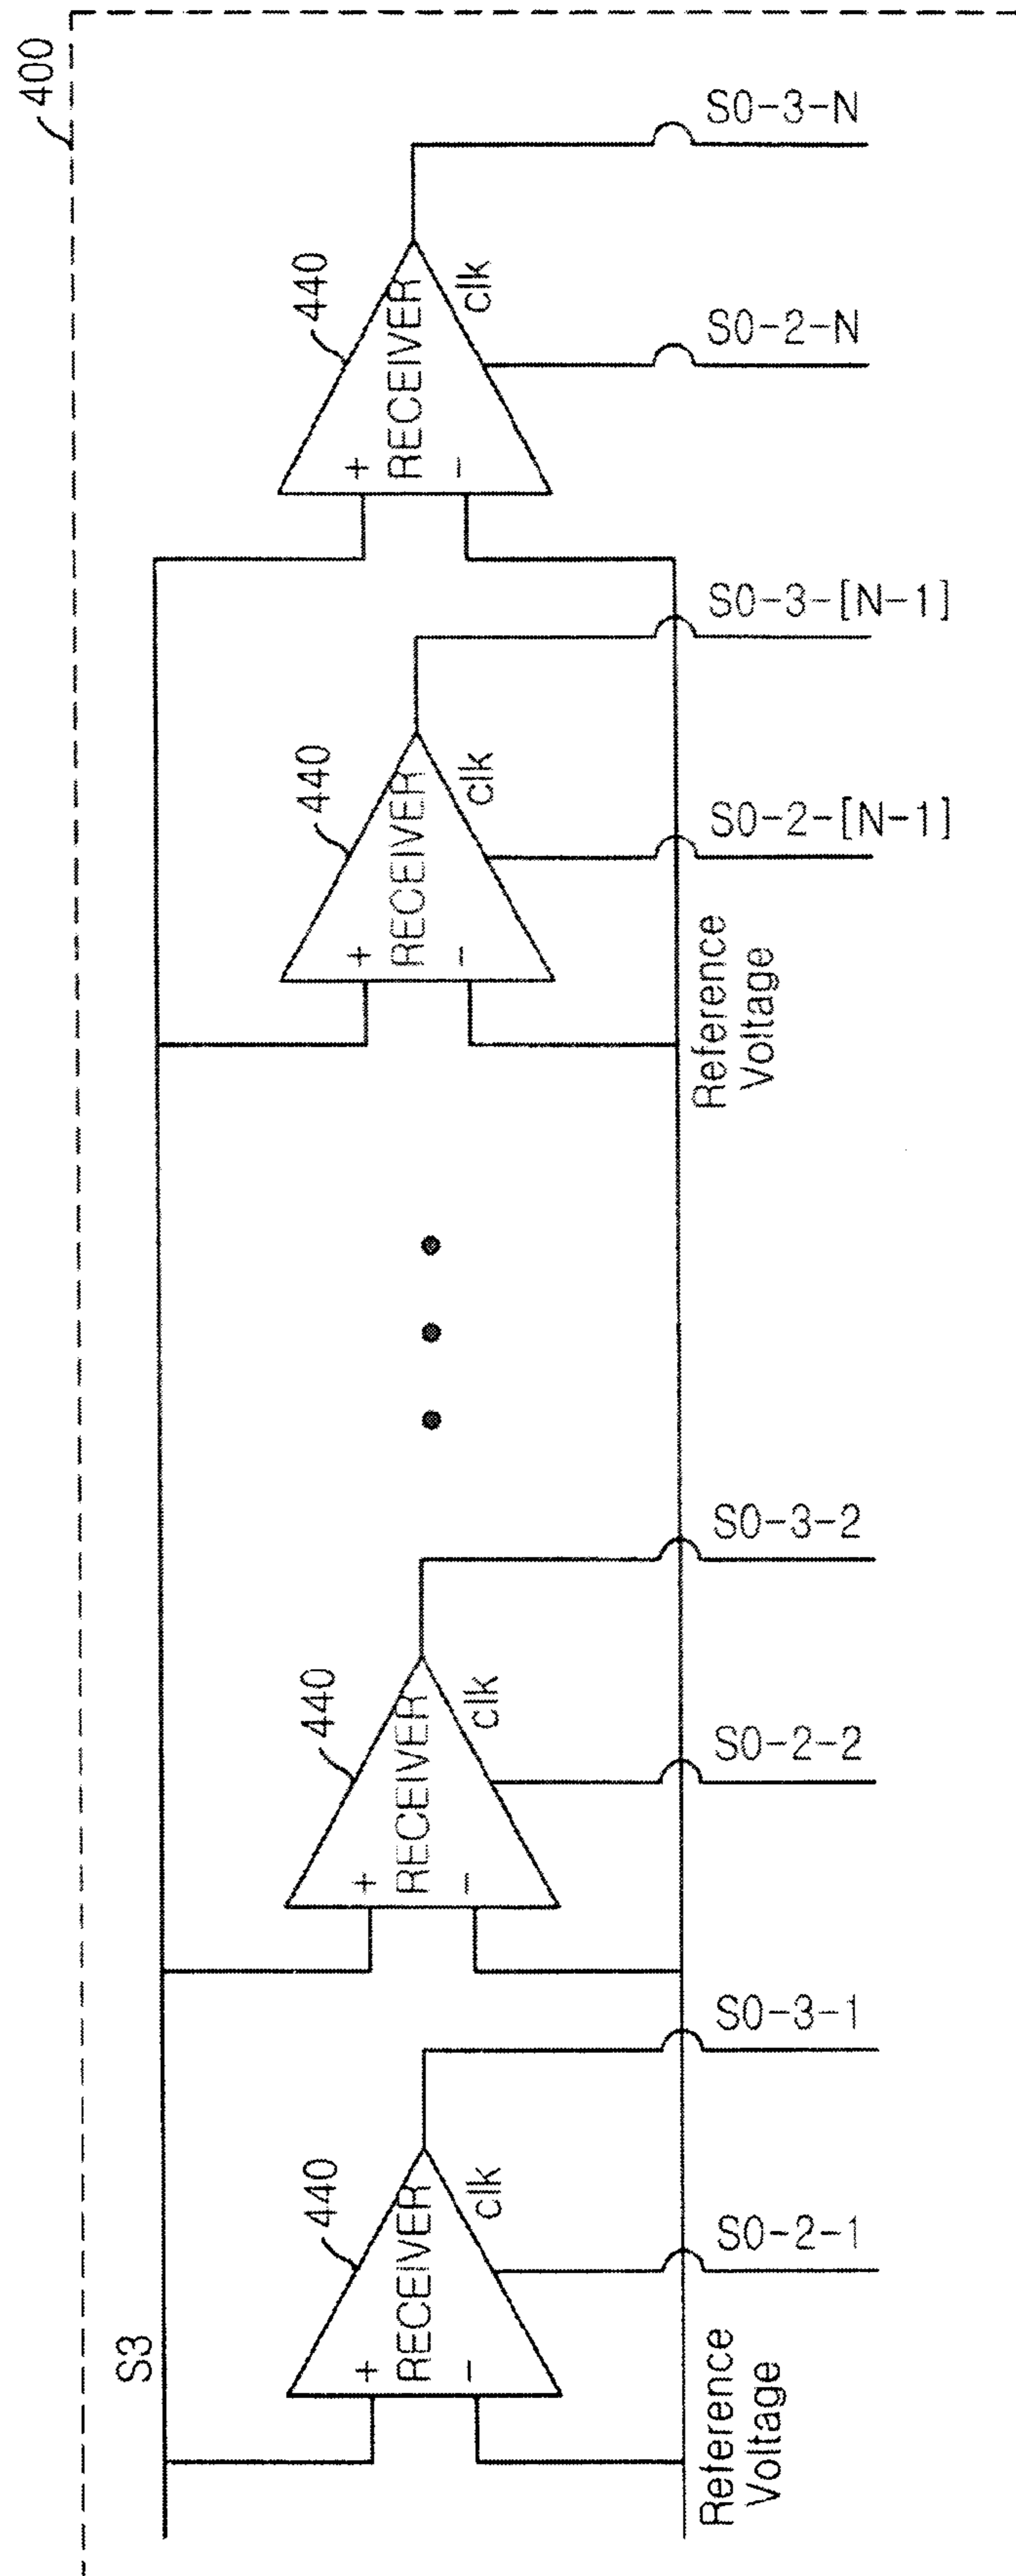 400
S0-3-N
440
RECEIVER
clk
+
−
S0-2-N
S0-3-[N-1]
440
RECEIVER
clk
+
−
S0-2-[N-1]
Reference
Voltage
S0-3-2
440
RECEIVER
clk
+
−
S0-2-2
S0-3-1
440
RECEIVER
clk
+
−
S0-2-1
S3
Reference
Voltage